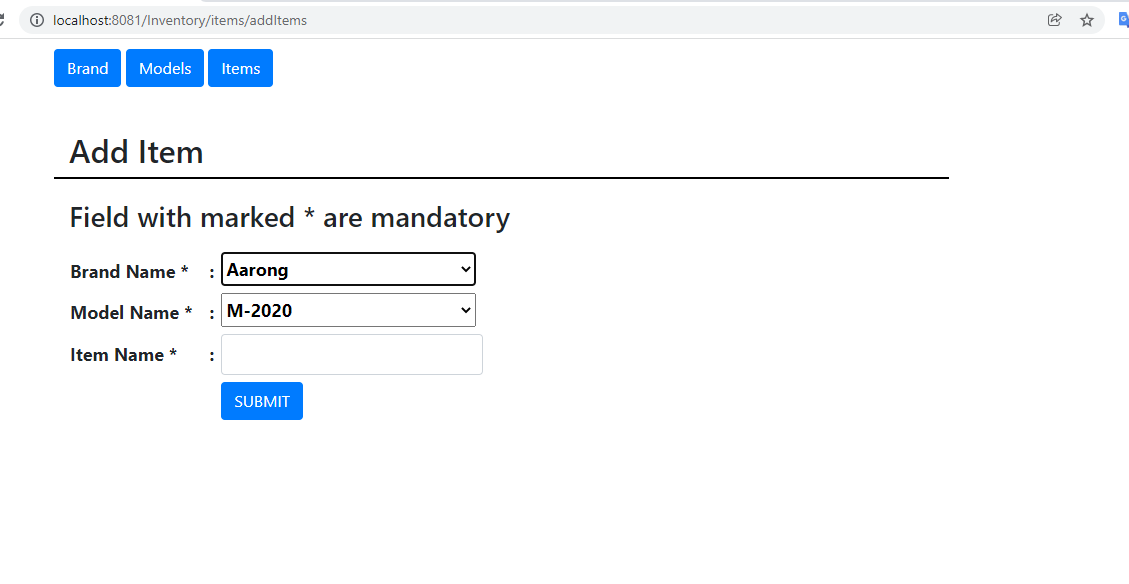 localhost:8081/Inventory/items/addItems
Brand Models Items
Add Item
Field with marked * are mandatory
Brand Name * : Aarong
Model Name * : M-2020
Item Name * :
SUBMIT